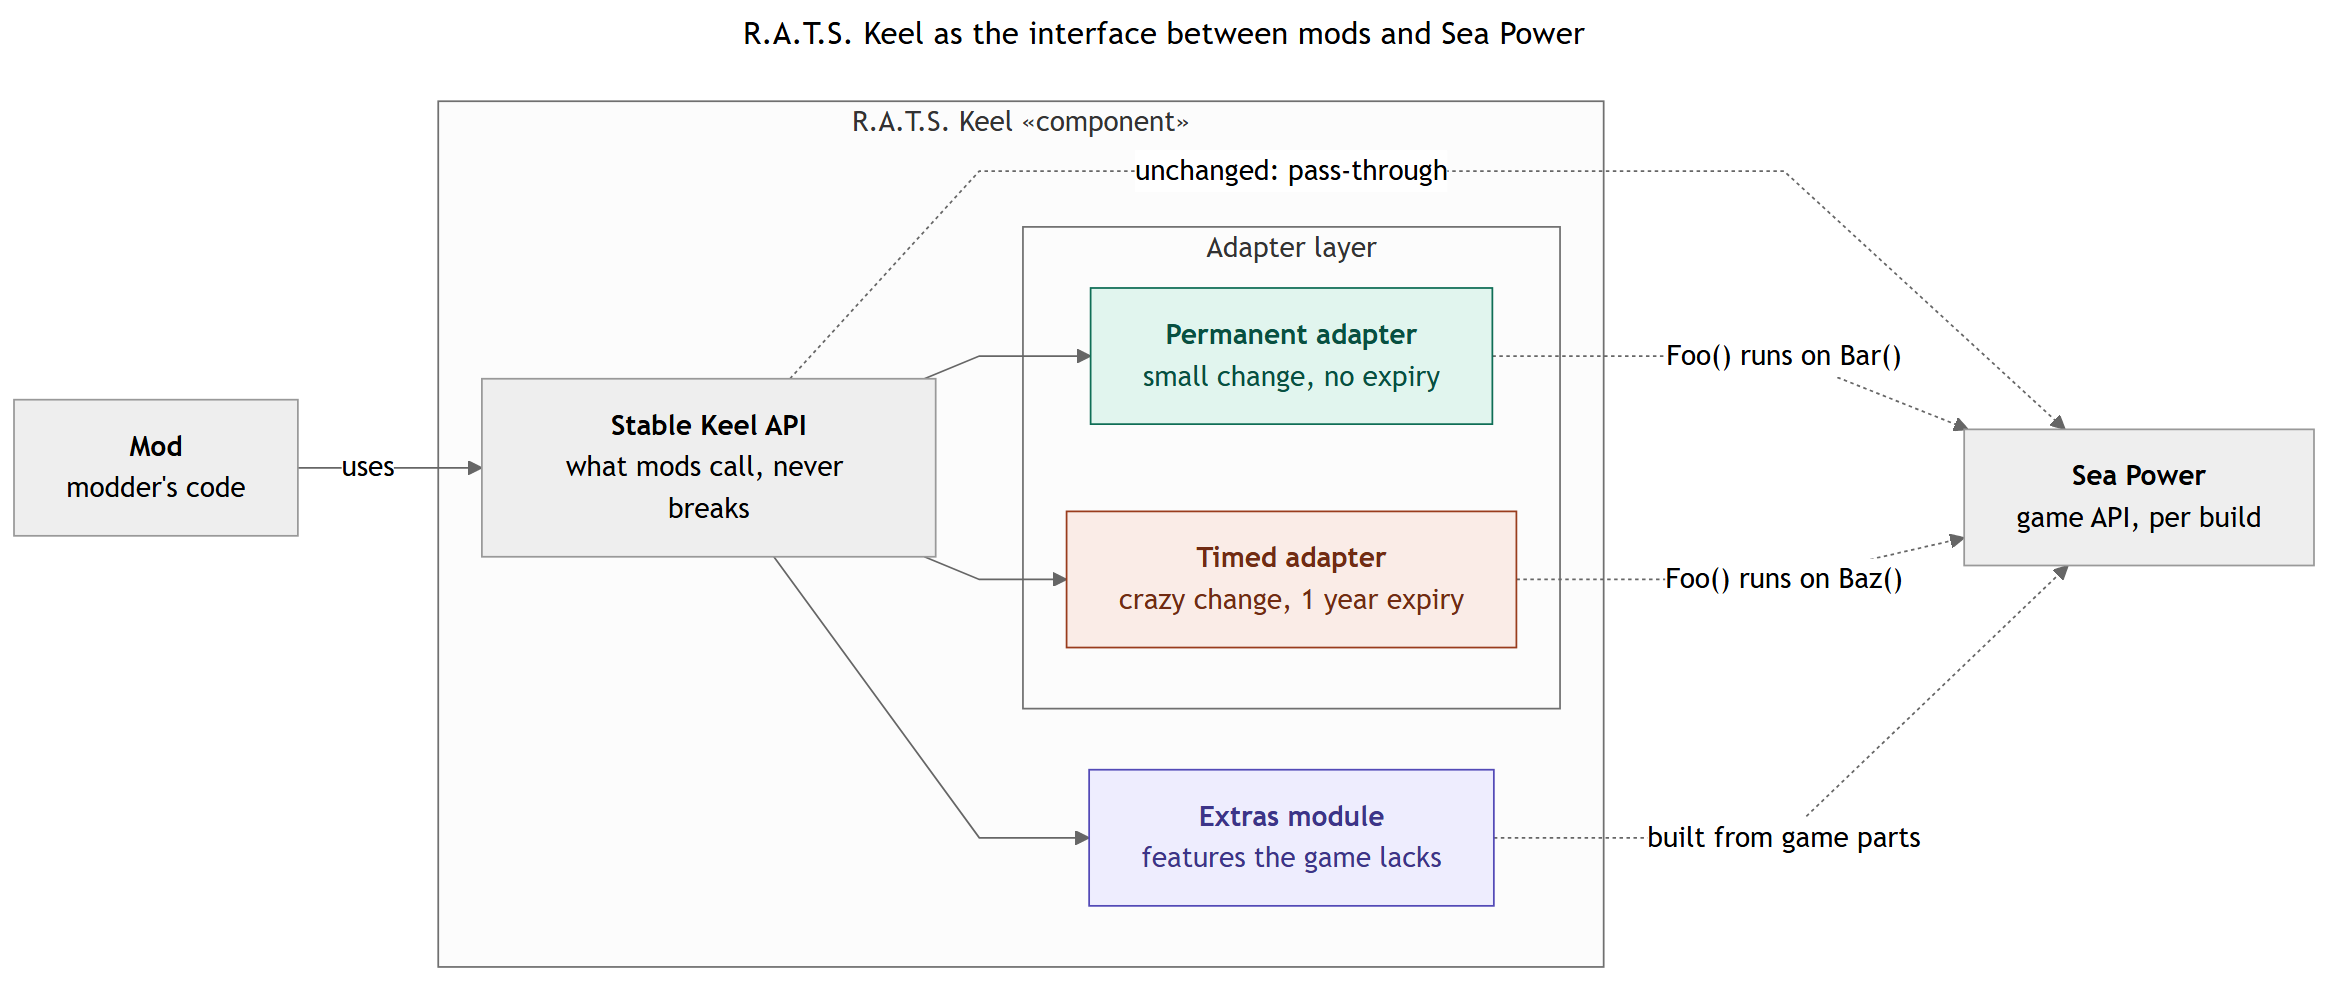 R.A.T.S. Keel as the interface between mods and Sea Power
R.A.T.S. Keel «component»
unchanged: pass-through
Adapter layer
Permanent adapter
small change, no expiry
Foo() runs on Bar()
Mod
modder's code
uses
Stable Keel API
what mods call, never
breaks
Sea Power
game API, per build
Timed adapter
crazy change, 1 year expiry
Foo() runs on Baz()
Extras module
features the game lacks
built from game parts